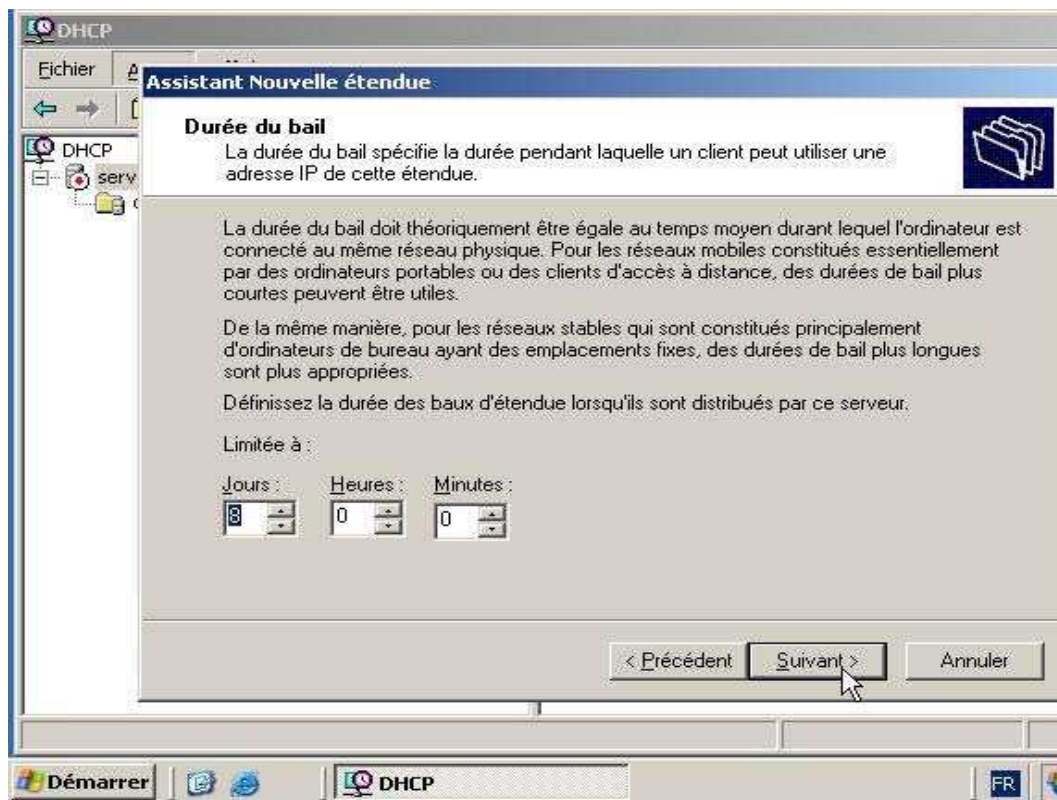 DHCP
Fichier
Assistant Nouvelle étendue
Durée du bail
La durée du bail spécifie la durée pendant laquelle un client peut utiliser une
adresse IP de cette étendue.
DHCP
serv
La durée du bail doit théoriquement être égale au temps moyen durant lequel l'ordinateur est
connecté au même réseau physique. Pour les réseaux mobiles constitués essentiellement
par des ordinateurs portables ou des clients d'accès à distance, des durées de bail plus
courtes peuvent être utiles.
De la même manière, pour les réseaux stables qui sont constitués principalement
d'ordinateurs de bureau ayant des emplacements fixes, des durées de bail plus longues
sont plus appropriées.
Définissez la durée des baux d'étendue lorsqu'ils sont distribués par ce serveur.
Limitée à :
Jours : Heures : Minutes :
8 0 0
< Précédent Suivant > Annuler
Démarrer DHCP FR